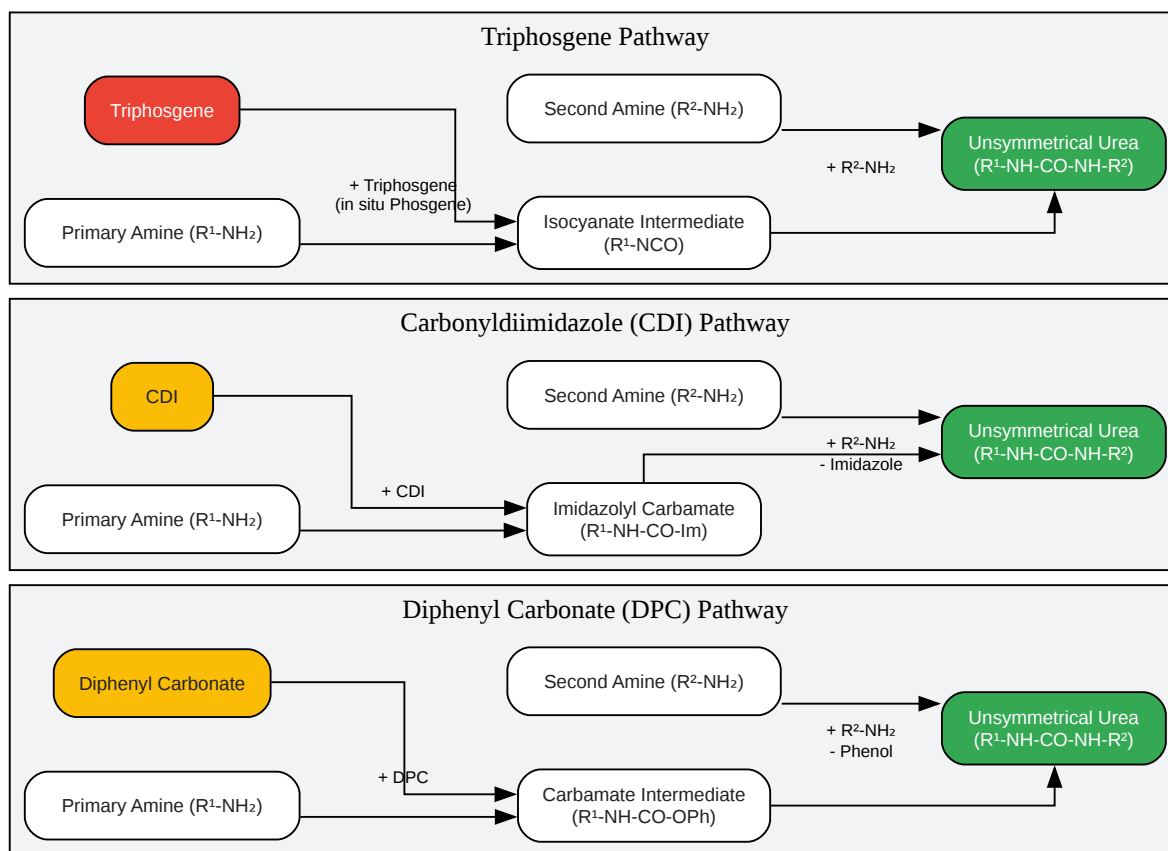 Triphosgene Pathway
Triphosgene
Second Amine (R²-NH₂)
Unsymmetrical Urea
(R¹-NH-CO-NH-R²)
+ R²-NH₂
+ Triphosgene
(in situ Phosgene)
Primary Amine (R¹-NH₂)
Isocyanate Intermediate
(R¹-NCO)
Carbonyldiimidazole (CDI) Pathway
CDI
Second Amine (R²-NH₂)
Unsymmetrical Urea
(R¹-NH-CO-NH-R²)
+ R²-NH₂
- Imidazole
+ CDI
Primary Amine (R¹-NH₂)
Imidazolyl Carbamate
(R¹-NH-CO-Im)
Diphenyl Carbonate (DPC) Pathway
Diphenyl Carbonate
Second Amine (R²-NH₂)
Unsymmetrical Urea
(R¹-NH-CO-NH-R²)
+ R²-NH₂
- Phenol
+ DPC
Primary Amine (R¹-NH₂)
Carbamate Intermediate
(R¹-NH-CO-OPh)